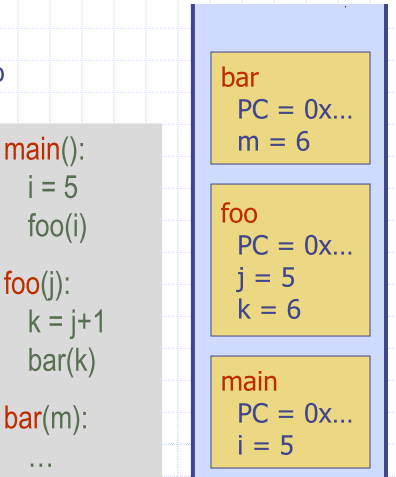 main():
i = 5
foo(i)
foo(j):
k = j+1
bar(k)
bar(m):
...
bar
PC = 0x...
m = 6
foo
PC = 0x...
j = 5
k = 6
main
PC = 0x...
i = 5